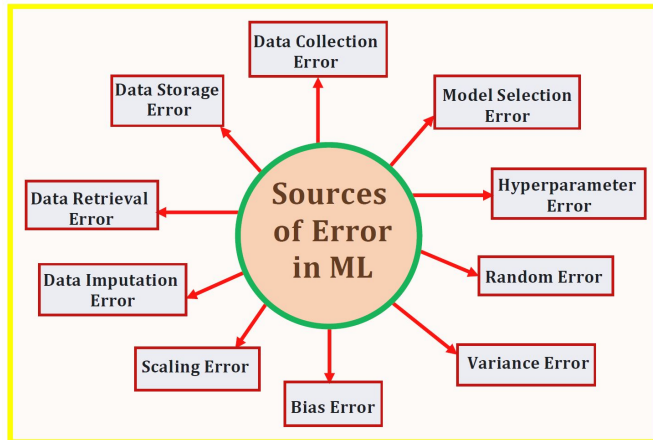 Data Collection
Error
Data Storage
Error
Model Selection
Error
Data Retrieval
Error
Sources
of Error
in ML
Hyperparameter
Error
Data Imputation
Error
Random Error
Scaling Error
Variance Error
Bias Error